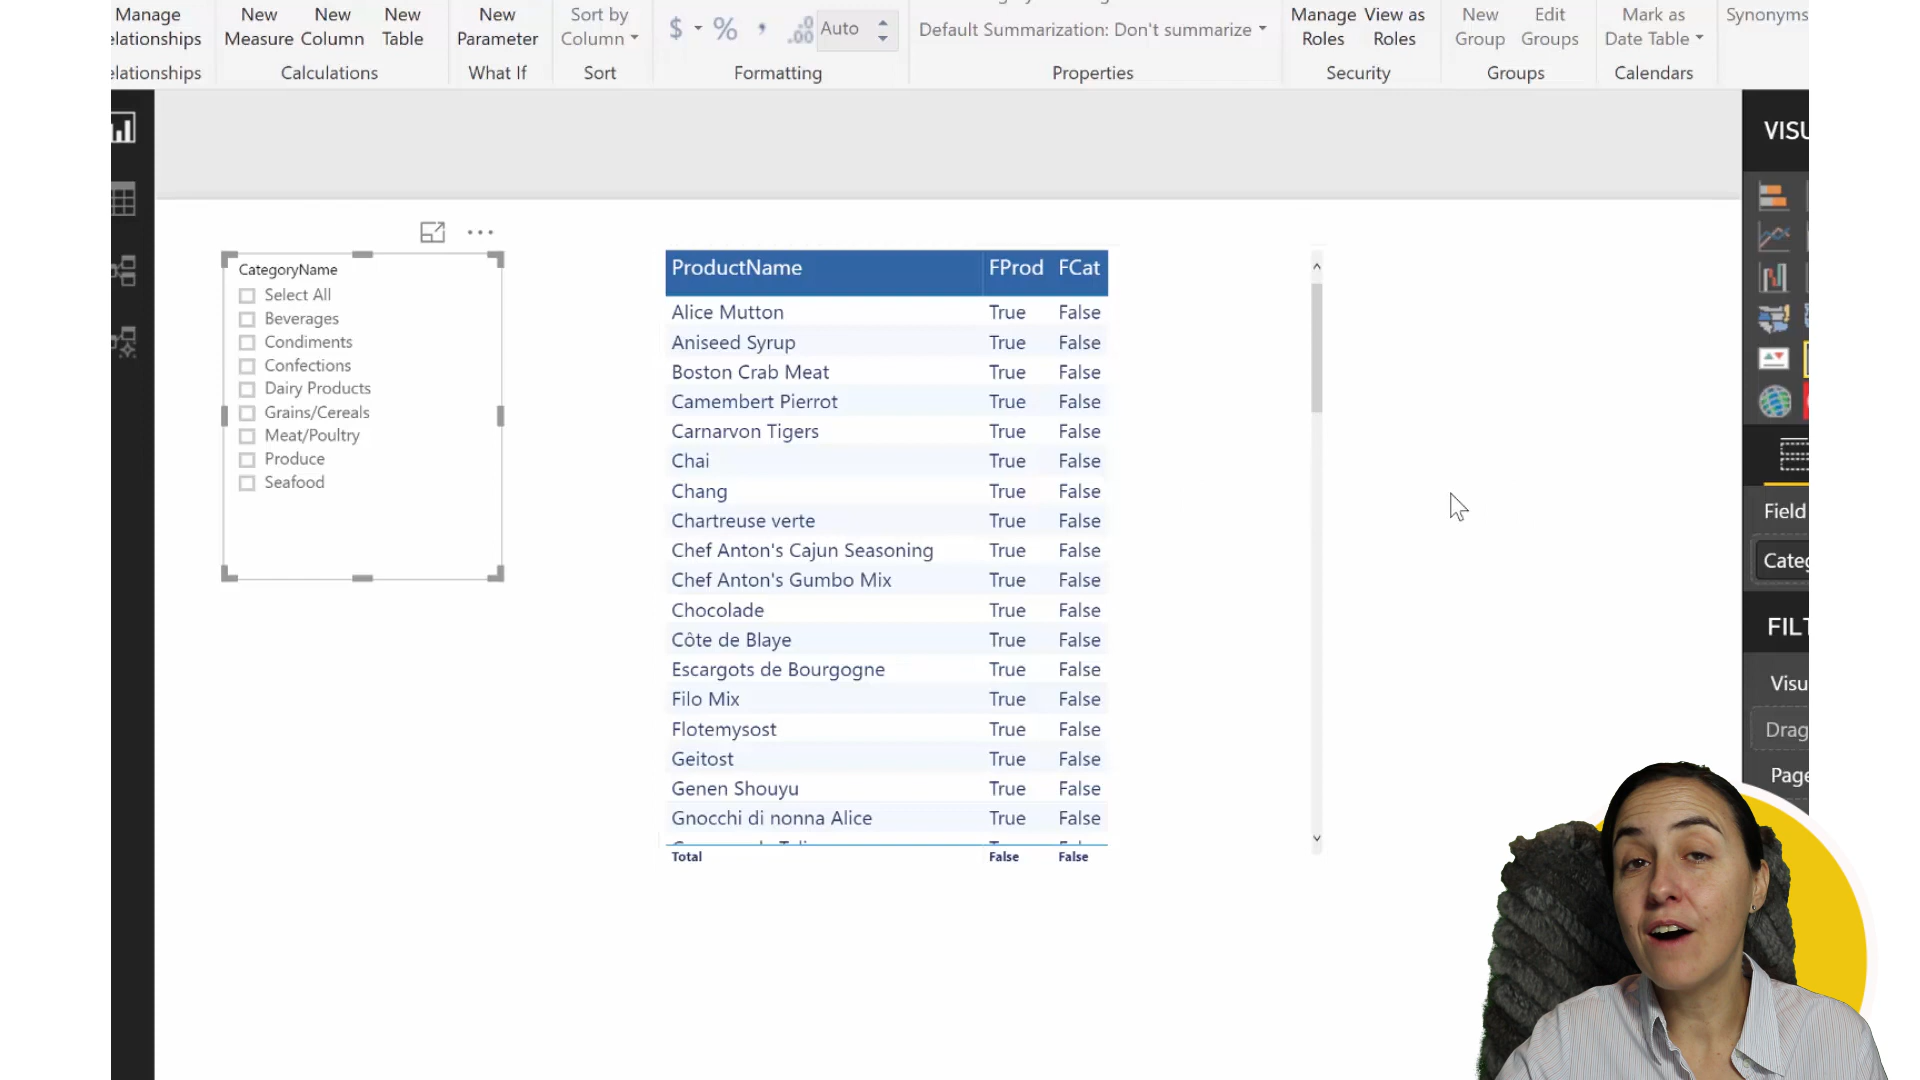 Manage
elationships
elationships
New
Measure
New
Column
New
Table
Calculations
New
Parameter
What If
Sort by
Column
Sort
$ % , .00 Auto
Formatting
Default Summarization: Don't summarize
Properties
Manage
Roles
View as
Roles
Security
New
Group
Edit
Groups
Groups
Mark as
Date Table
Calendars
Synonyms
CategoryName
Select All
Beverages
Condiments
Confections
Dairy Products
Grains/Cereals
Meat/Poultry
Produce
Seafood
ProductName FProd FCat
Alice Mutton True False
Aniseed Syrup True False
Boston Crab Meat True False
Camembert Pierrot True False
Carnarvon Tigers True False
Chai True False
Chang True False
Chartreuse verte True False
Chef Anton's Cajun Seasoning True False
Chef Anton's Gumbo Mix True False
Chocolade True False
Côte de Blaye True False
Escargots de Bourgogne True False
Filo Mix True False
Flotemysost True False
Geitost True False
Genen Shouyu True False
Gnocchi di nonna Alice True False
Total False False
VISU
Field
Categ
FILT
Visu
Drag
Page